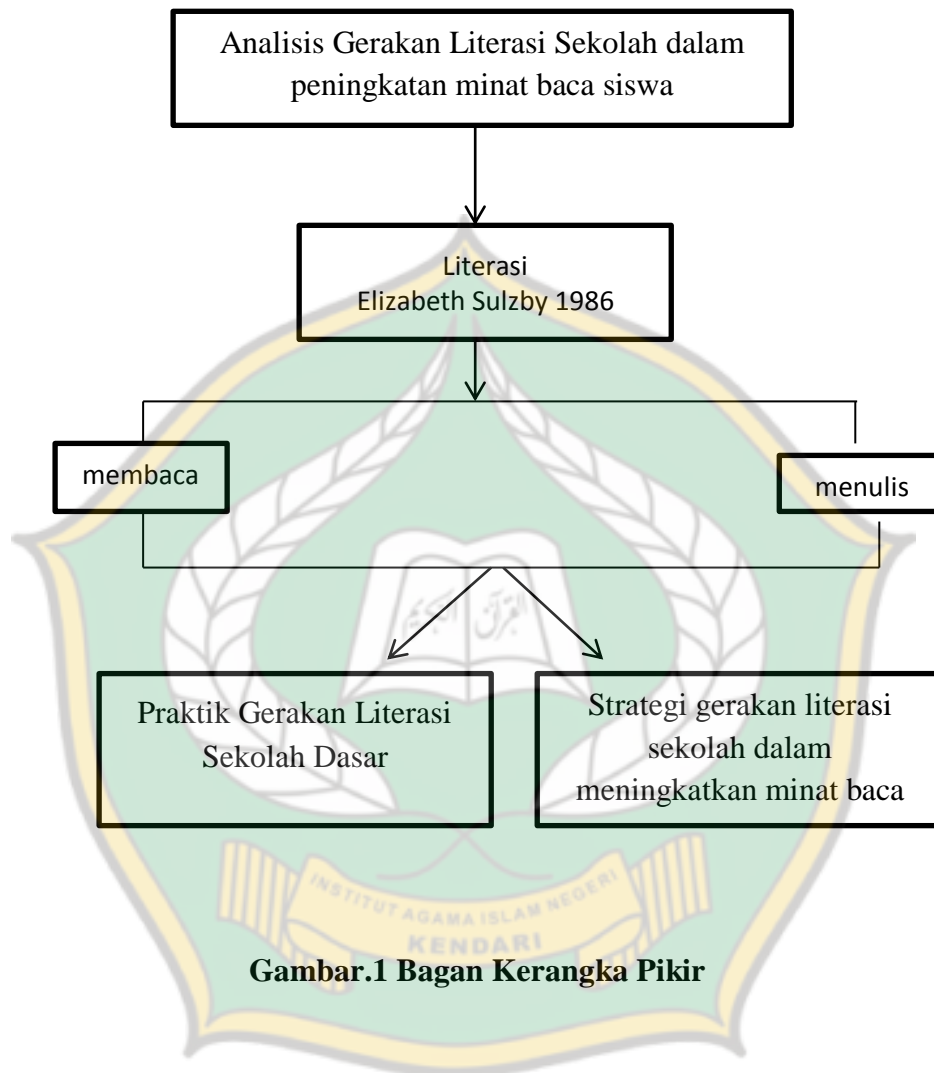 Analisis Gerakan Literasi Sekolah dalam
peningkatan minat baca siswa
Literasi
Elizabeth Sulzby 1986
membaca
menulis
القرآن الكريم
Praktik Gerakan Literasi
Sekolah Dasar
Strategi gerakan literasi
sekolah dalam
meningkatkan minat baca
INSTITUT AGAMA ISLAM NEGERI
KENDARI
Gambar.1 Bagan Kerangka Pikir